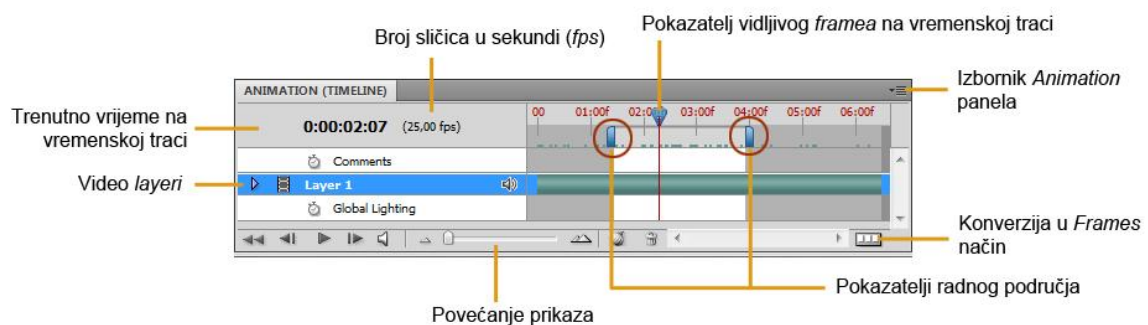 Pokazatelj vidljivog framea na vremenskoj traci
Broj sličica u sekundi (fps)
Izbornik Animation
panela
ANIMATION (TIMELINE)
Trenutno vrijeme na
vremenskoj traci
0:00:02:07 (25,00 fps)
00 01:00f 02:00f 03:00f 04:00f 05:00f 06:00f
Comments
Video layeri
Layer 1
Global Lighting
Konverzija u Frames
način
Pokazatelji radnog područja
Povećanje prikaza